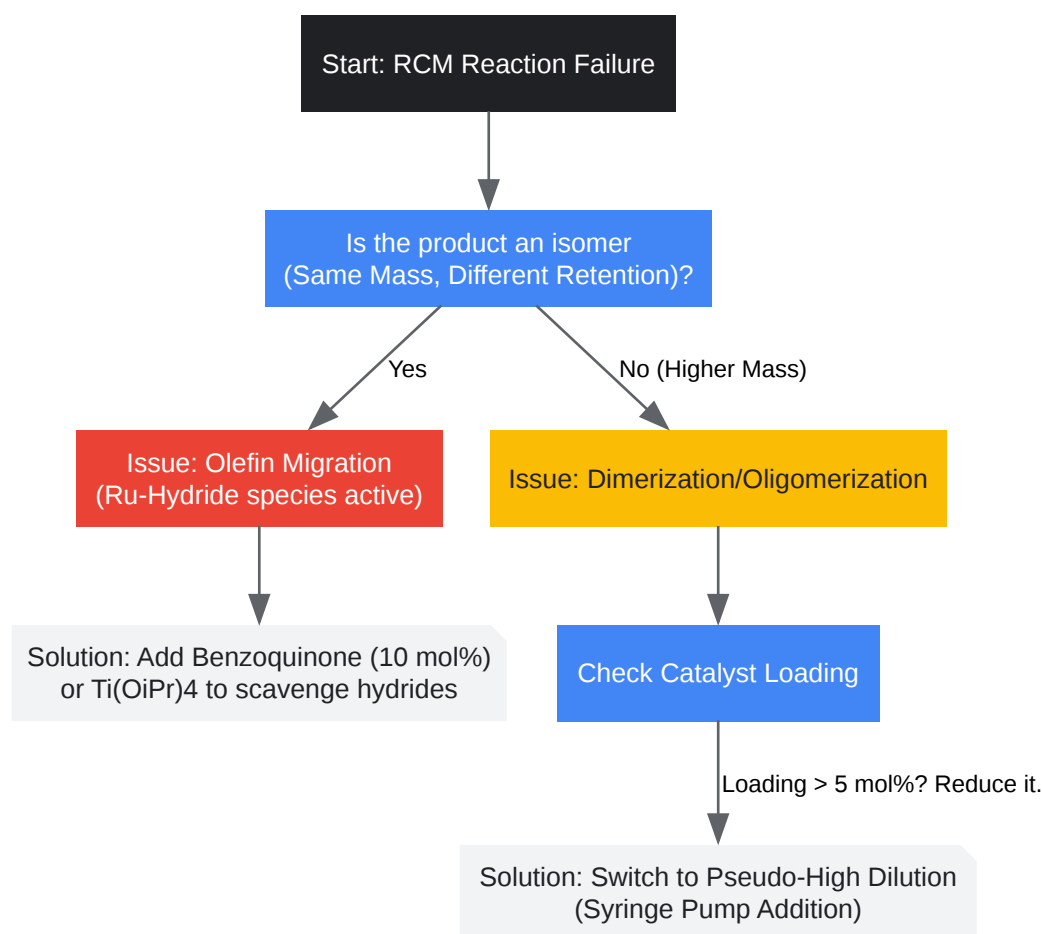 Start: RCM Reaction Failure
Is the product an isomer
(Same Mass, Different Retention)?
Yes
No (Higher Mass)
Issue: Olefin Migration
(Ru-Hydride species active)
Issue: Dimerization/Oligomerization
Solution: Add Benzoquinone (10 mol%)
or Ti(OiPr)4 to scavenge hydrides
Check Catalyst Loading
Loading > 5 mol%? Reduce it.
Solution: Switch to Pseudo-High Dilution
(Syringe Pump Addition)